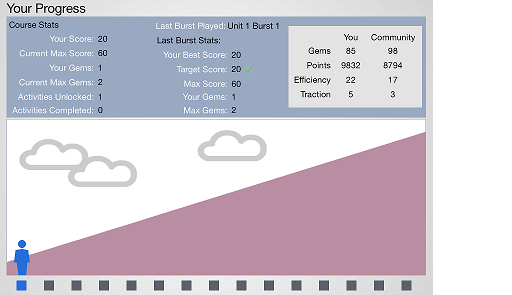 Your Progress
Course Stats
Your Score: 20
Current Max Score: 60
Your Gems: 1
Current Max Gems: 2
Activities Unlocked: 1
Activities Completed: 0
Last Burst Played: Unit 1 Burst 1
Last Burst Stats:
Your Best Score: 20
Target Score: 20 ✓
Max Score: 60
Your Gems: 1
Max Gems: 2
You Community
Gems 85 98
Points 9832 8794
Efficiency 22 17
Traction 5 3